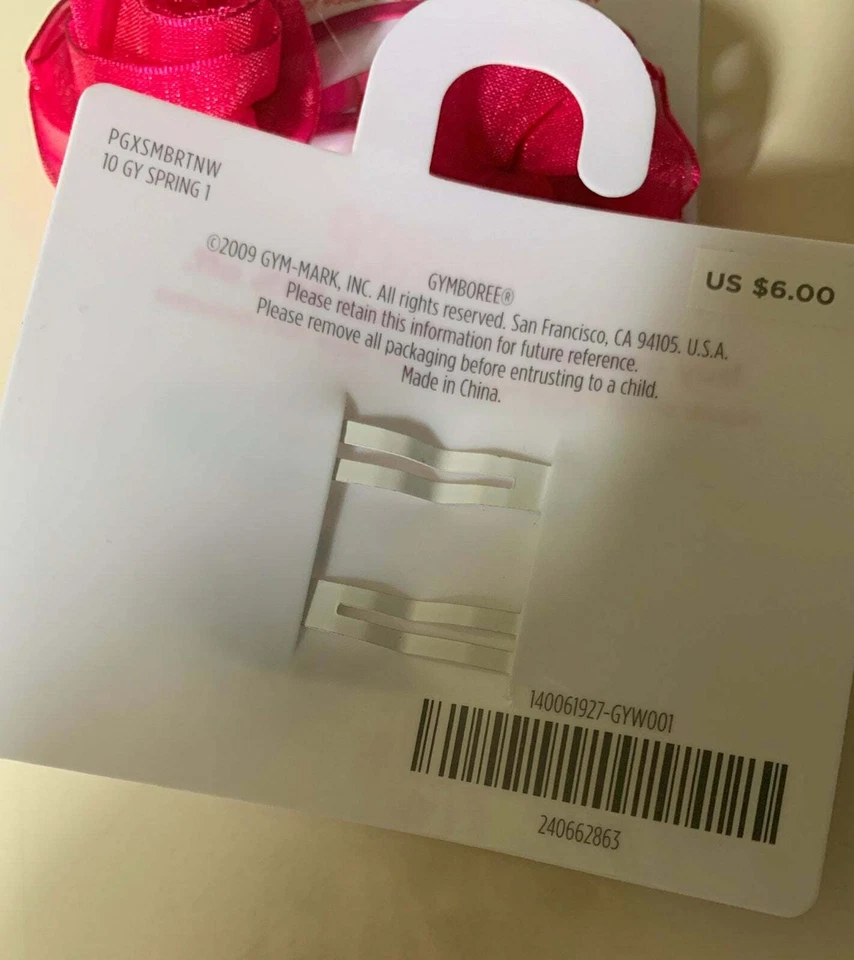 PGXSMBRTNW
10 GY SPRING 1
US $6.00
GYMBOREE®
©2009 GYM-MARK, INC. All rights reserved. San Francisco, CA 94105. U.S.A.
Please retain this information for future reference.
Please remove all packaging before entrusting to a child.
Made in China.
140061927-GYW001
240662863